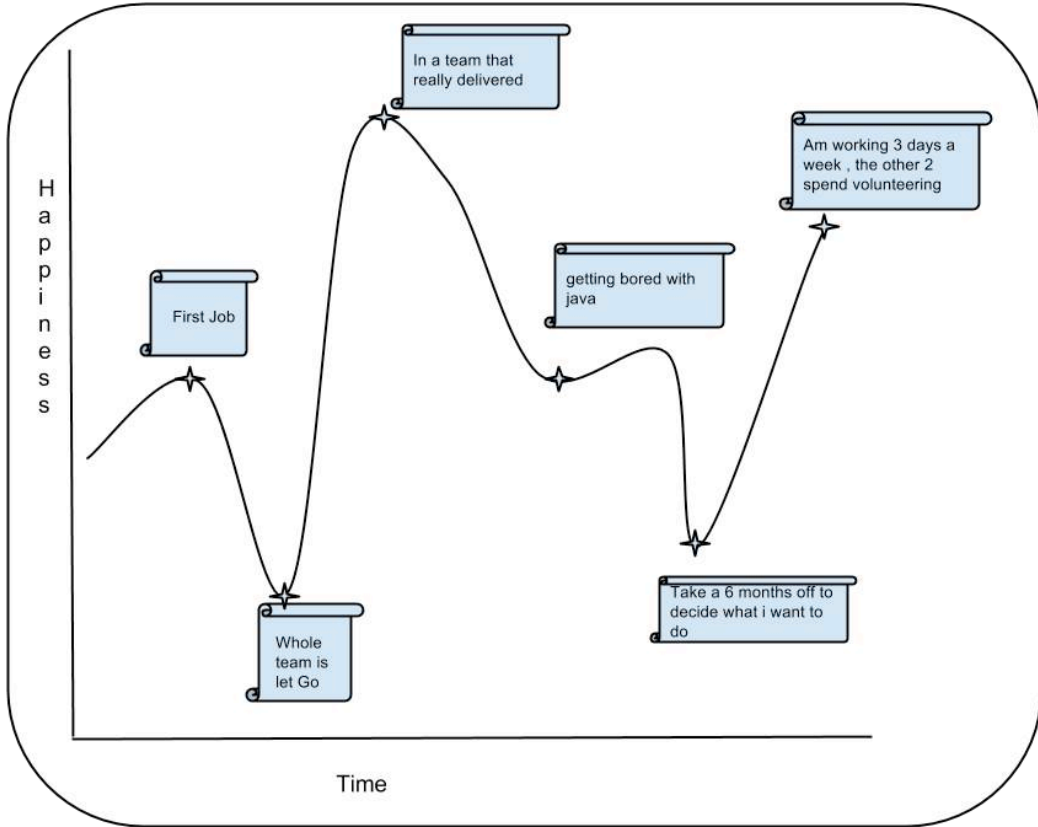 In a team that
really delivered
Am working 3 days a
week , the other 2
spend volunteering
Happiness
getting bored with
java
First Job
Take a 6 months off to
decide what i want to
do
Whole
team is
let Go
Time